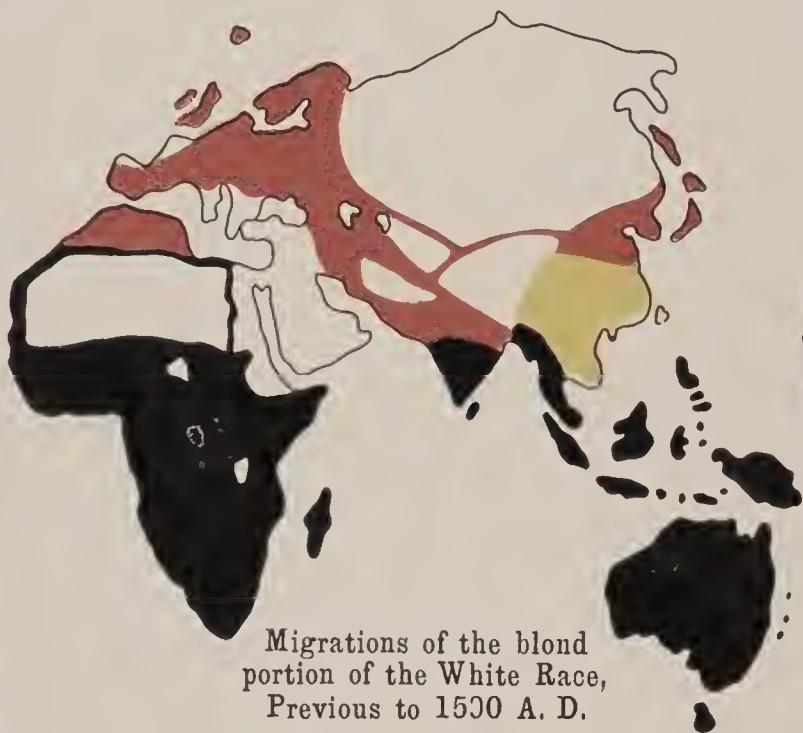 Migrations of the blond
portion of the White Race,
Previous to 1500 A. D.